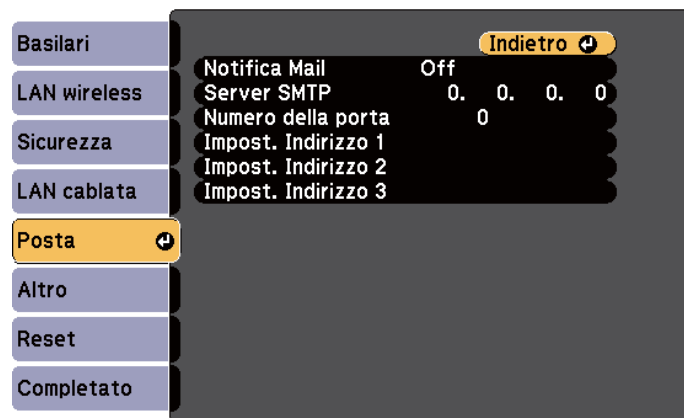 Basilari
LAN wireless
Sicurezza
LAN cablata
Posta
Altro
Reset
Completato
Indietro
Notifica Mail Off
Server SMTP 0. 0. 0. 0
Numero della porta 0
Impost. Indirizzo 1
Impost. Indirizzo 2
Impost. Indirizzo 3